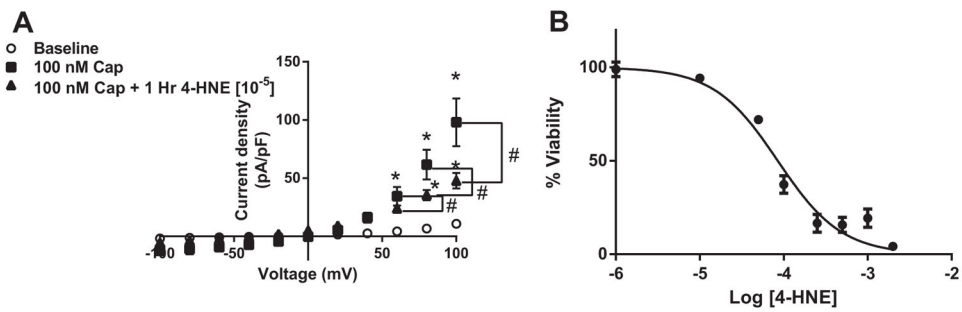 A
Baseline
100 nM Cap
100 nM Cap + 1 Hr 4-HNE [10-5]
Current density
(pA/pF)
150
100
50
-100
-50
50
100
Voltage (mV)
*
*
*
*
*
#
#
#
B
% Viability
100
50
0
-6
-5
-4
-3
-2
Log [4-HNE]